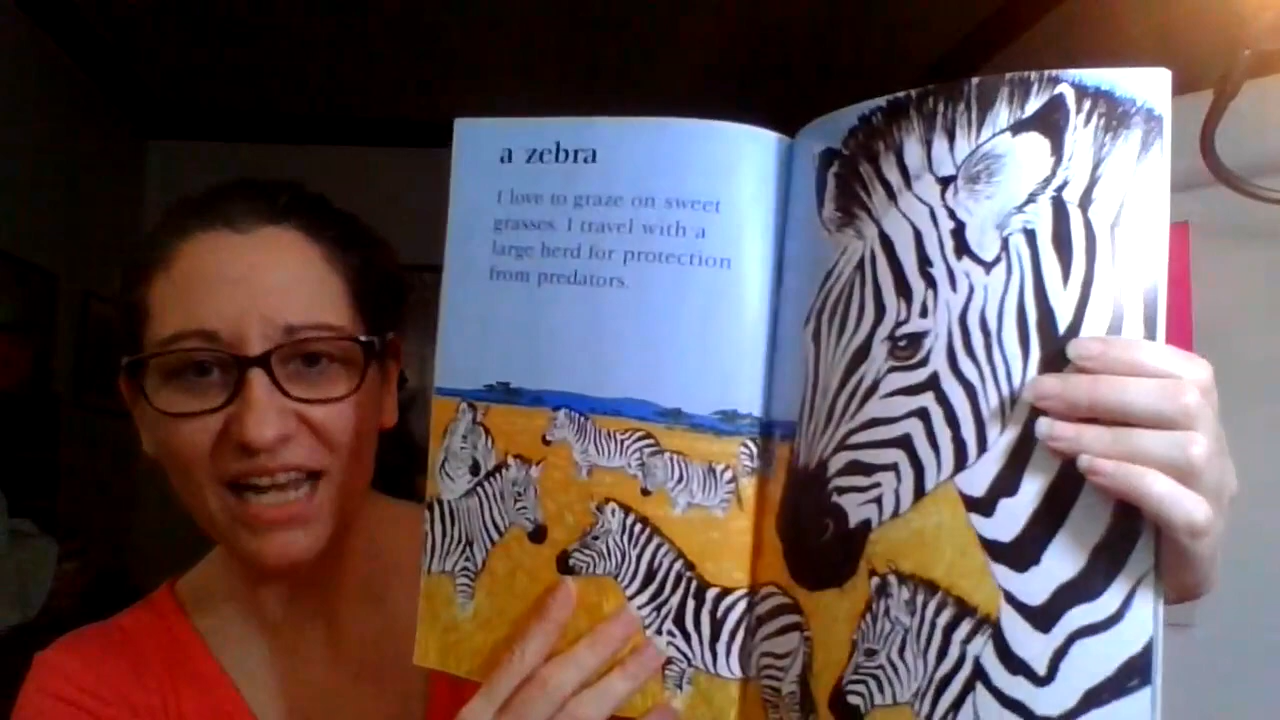 a zebra
I love to graze on sweet
grasses. I travel with a
large herd for protection
from predators.